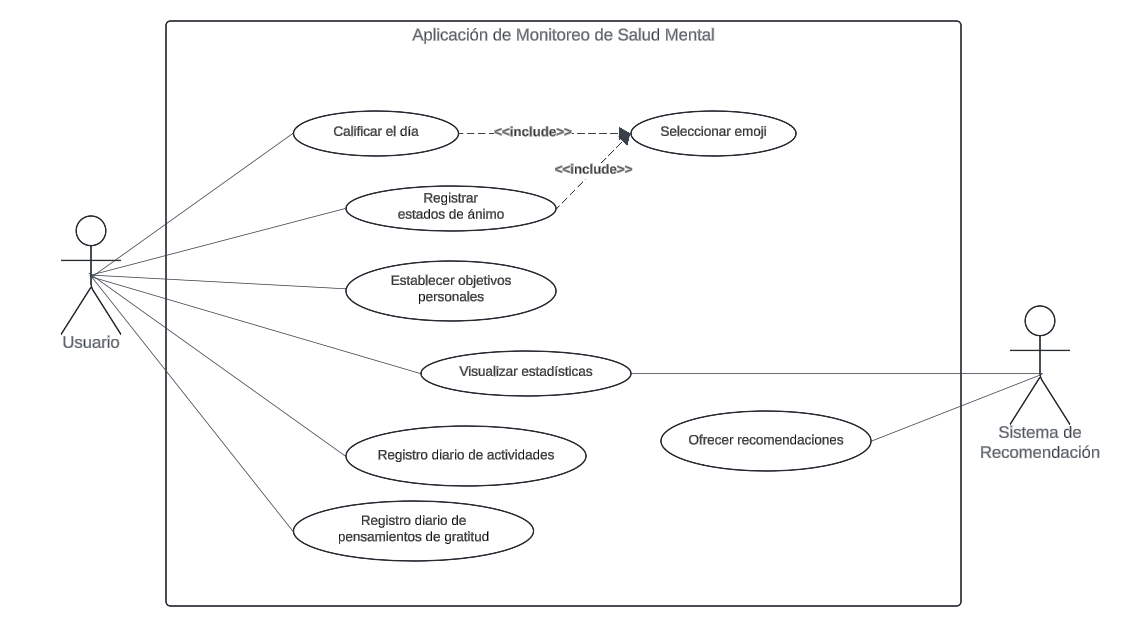 Aplicación de Monitoreo de Salud Mental
Calificar el día
<<include>>
Seleccionar emoji
<<include>>
Registrar
estados de ánimo
Establecer objetivos
personales
Usuario
Visualizar estadísticas
Ofrecer recomendaciones
Sistema de
Recomendación
Registro diario de actividades
Registro diario de
pensamientos de gratitud